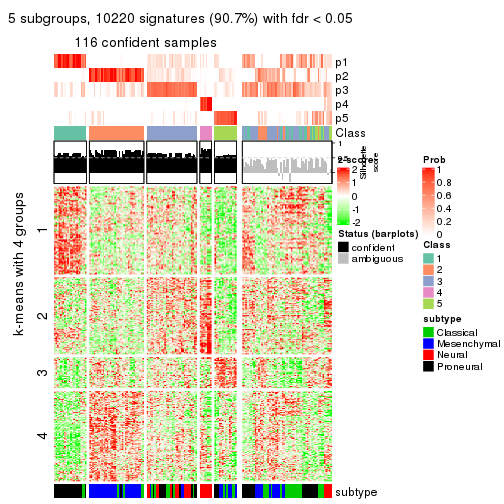 5 subgroups, 10220 signatures (90.7%) with fdr < 0.05
116 confident samples
p1
p2
p3
p4
p5
Class
1
Silhouette
score
z-score
2
1
0
-1
-2
Status (barplots)
confident
ambiguous
Prob
1
0.8
0.6
0.4
0.2
0
Class
1
2
3
4
5
subtype
Classical
Mesenchymal
Neural
Proneural
k-means with 4 groups
1
2
3
4
subtype